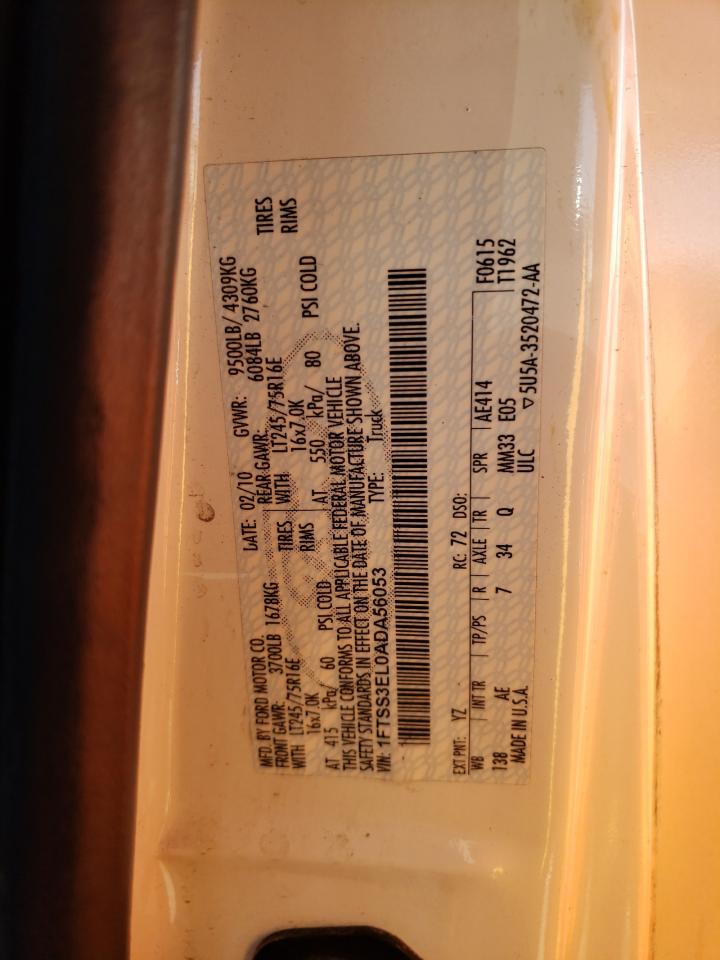 MFD. BY FORD MOTOR CO.
DATE: 02/10 GVWR: 9500LB/ 4309KG
FRONT GAWR: 3700LB 1678KG REAR GAWR: 6084LB 2760KG
WITH LT245/75R16E TIRES WITH LT245/75R16E TIRES
16x7.0K RIMS 16x7.0K RIMS
AT 415 kPa/ 60 PSI COLD AT 550 kPa/ 80 PSI COLD
THIS VEHICLE CONFORMS TO ALL APPLICABLE FEDERAL MOTOR VEHICLE
SAFETY STANDARDS IN EFFECT ON THE DATE OF MANUFACTURE SHOWN ABOVE.
VIN: 1FTSS3EL0ADA56053 TYPE: Truck
EXT PNT: YZ RC: 72 DSO:
WB INT TR TP/PS R AXLE TR SPR AE414 F0615
138 AE 7 34 Q MM33 E05 T1962
MADE IN U.S.A. ULC ▽5U5A-3520472-AA